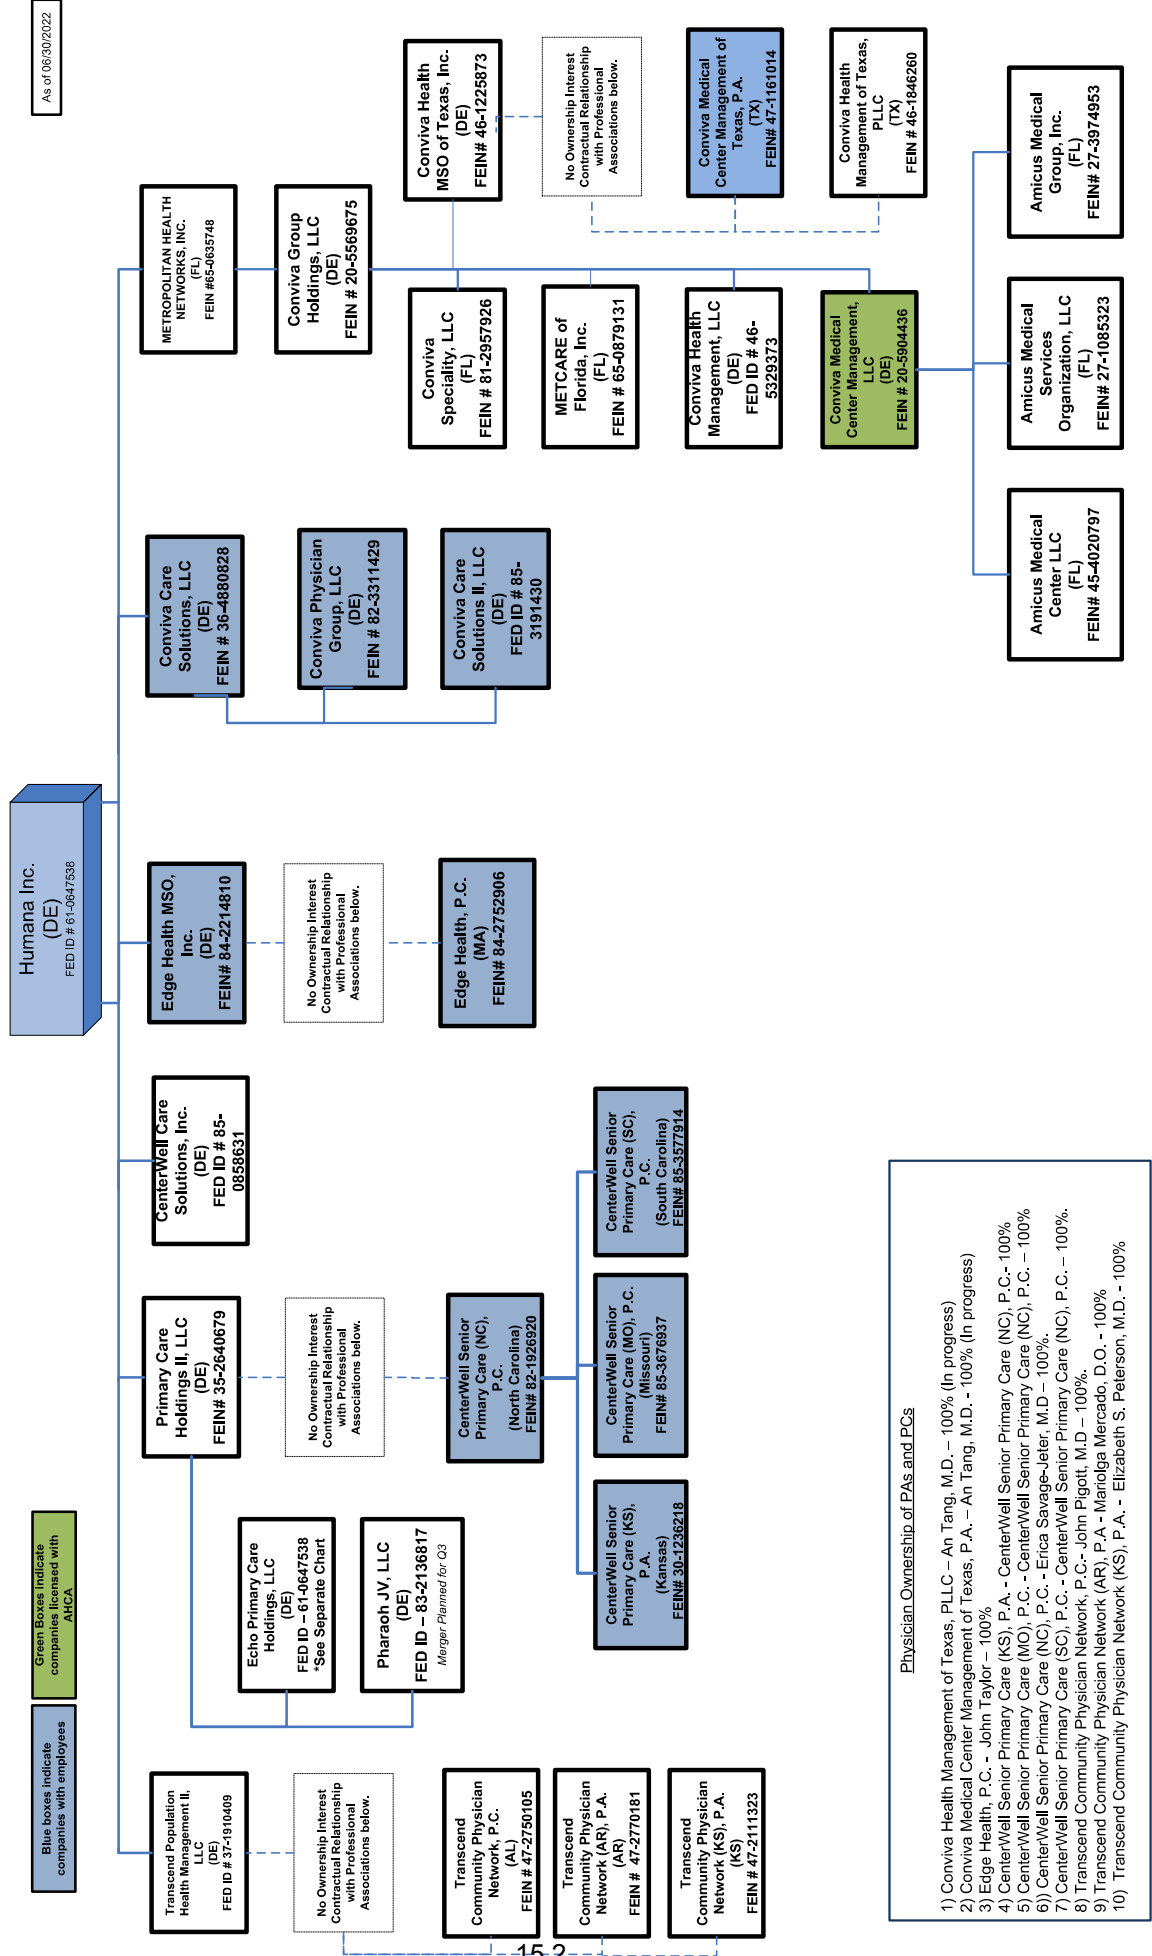 As of 06/30/2022
Blue boxes indicate
companies with employees
Green Boxes indicate
companies licensed with
AHCA
Humana Inc.
(DE)
FED ID # 61-0647538
Transcend Population
Health Management II,
LLC
(DE)
FED ID # 37-1910409
No Ownership Interest
Contractual Relationship
with Professional
Associations below.
Transcend
Community Physician
Network, P.C.
(AL)
FEIN # 47-2750105
Transcend
Community Physician
Network (AR), P.A.
(AR)
FEIN # 47-2770181
Transcend
Community Physician
Network (KS), P.A.
(KS)
FEIN # 47-2111323
Primary Care
Holdings II, LLC
(DE)
FEIN# 35-2640679
Echo Primary Care
Holdings, LLC
(DE)
FED ID – 61-0647538
*See Separate Chart
Pharaoh JV, LLC
(DE)
FED ID – 83-2136817
Merger Planned for Q3
No Ownership Interest
Contractual Relationship
with Professional
Associations below.
CenterWell Senior
Primary Care (NC),
P.C.
(North Carolina)
FEIN# 82-1926920
CenterWell Senior
Primary Care (KS),
P.A.
(Kansas)
FEIN# 30-1236218
CenterWell Senior
Primary Care (MO), P.C.
(Missouri)
FEIN# 85-3676937
CenterWell Senior
Primary Care (SC),
P.C.
(South Carolina)
FEIN# 85-3577914
CenterWell Care
Solutions, Inc.
(DE)
FED ID # 85-
0858631
Edge Health MSO,
Inc.
(DE)
FEIN# 84-2214810
No Ownership Interest
Contractual Relationship
with Professional
Associations below.
Edge Health, P.C.
(MA)
FEIN# 84-2752906
Conviva Care
Solutions, LLC
(DE)
FEIN # 36-4880828
Conviva Physician
Group, LLC
(DE)
FEIN # 82-3311429
Conviva Care
Solutions II, LLC
(DE)
FED ID # 85-
3191430
METROPOLITAN HEALTH
NETWORKS, INC.
(FL)
FEIN #65-0635748
Conviva Group
Holdings, LLC
(DE)
FEIN # 20-5569675
Conviva
Speciality, LLC
(FL)
FEIN # 81-2957926
METCARE of
Florida, Inc.
(FL)
FEIN # 65-0879131
Conviva Health
Management, LLC
(DE)
FED ID # 46-
5329373
Conviva Medical
Center Management,
LLC
(DE)
FEIN # 20-5904436
Conviva Health
MSO of Texas, Inc.
(DE)
FEIN# 46-1225873
No Ownership Interest
Contractual Relationship
with Professional
Associations below.
Conviva Medical
Center Management of
Texas, P.A.
(TX)
FEIN# 47-1161014
Conviva Health
Management of Texas,
PLLC
(TX)
FEIN # 46-1846260
Amicus Medical
Center LLC
(FL)
FEIN# 45-4020797
Amicus Medical
Services
Organization, LLC
(FL)
FEIN# 27-1085323
Amicus Medical
Group, Inc.
(FL)
FEIN# 27-3974953
Physician Ownership of PAs and PCs
1) Conviva Health Management of Texas, PLLC – An Tang, M.D. – 100% (In progress)
2) Conviva Medical Center Management of Texas, P.A. – An Tang, M.D. - 100% (In progress)
3) Edge Health, P.C. - John Taylor – 100%
4) CenterWell Senior Primary Care (KS), P.A. - CenterWell Senior Primary Care (NC), P.C.- 100%
5) CenterWell Senior Primary Care (MO), P.C. - CenterWell Senior Primary Care (NC), P.C. – 100%
6)) CenterWell Senior Primary Care (NC), P.C. - Erica Savage-Jeter, M.D – 100%.
7) CenterWell Senior Primary Care (SC), P.C. - CenterWell Senior Primary Care (NC), P.C. – 100%.
8) Transcend Community Physician Network, P.C.- John Pigott, M.D – 100%.
9) Transcend Community Physician Network (AR), P.A - Mariolga Mercado, D.O. - 100%
10) Transcend Community Physician Network (KS), P.A. - Elizabeth S. Peterson, M.D. - 100%
15.2